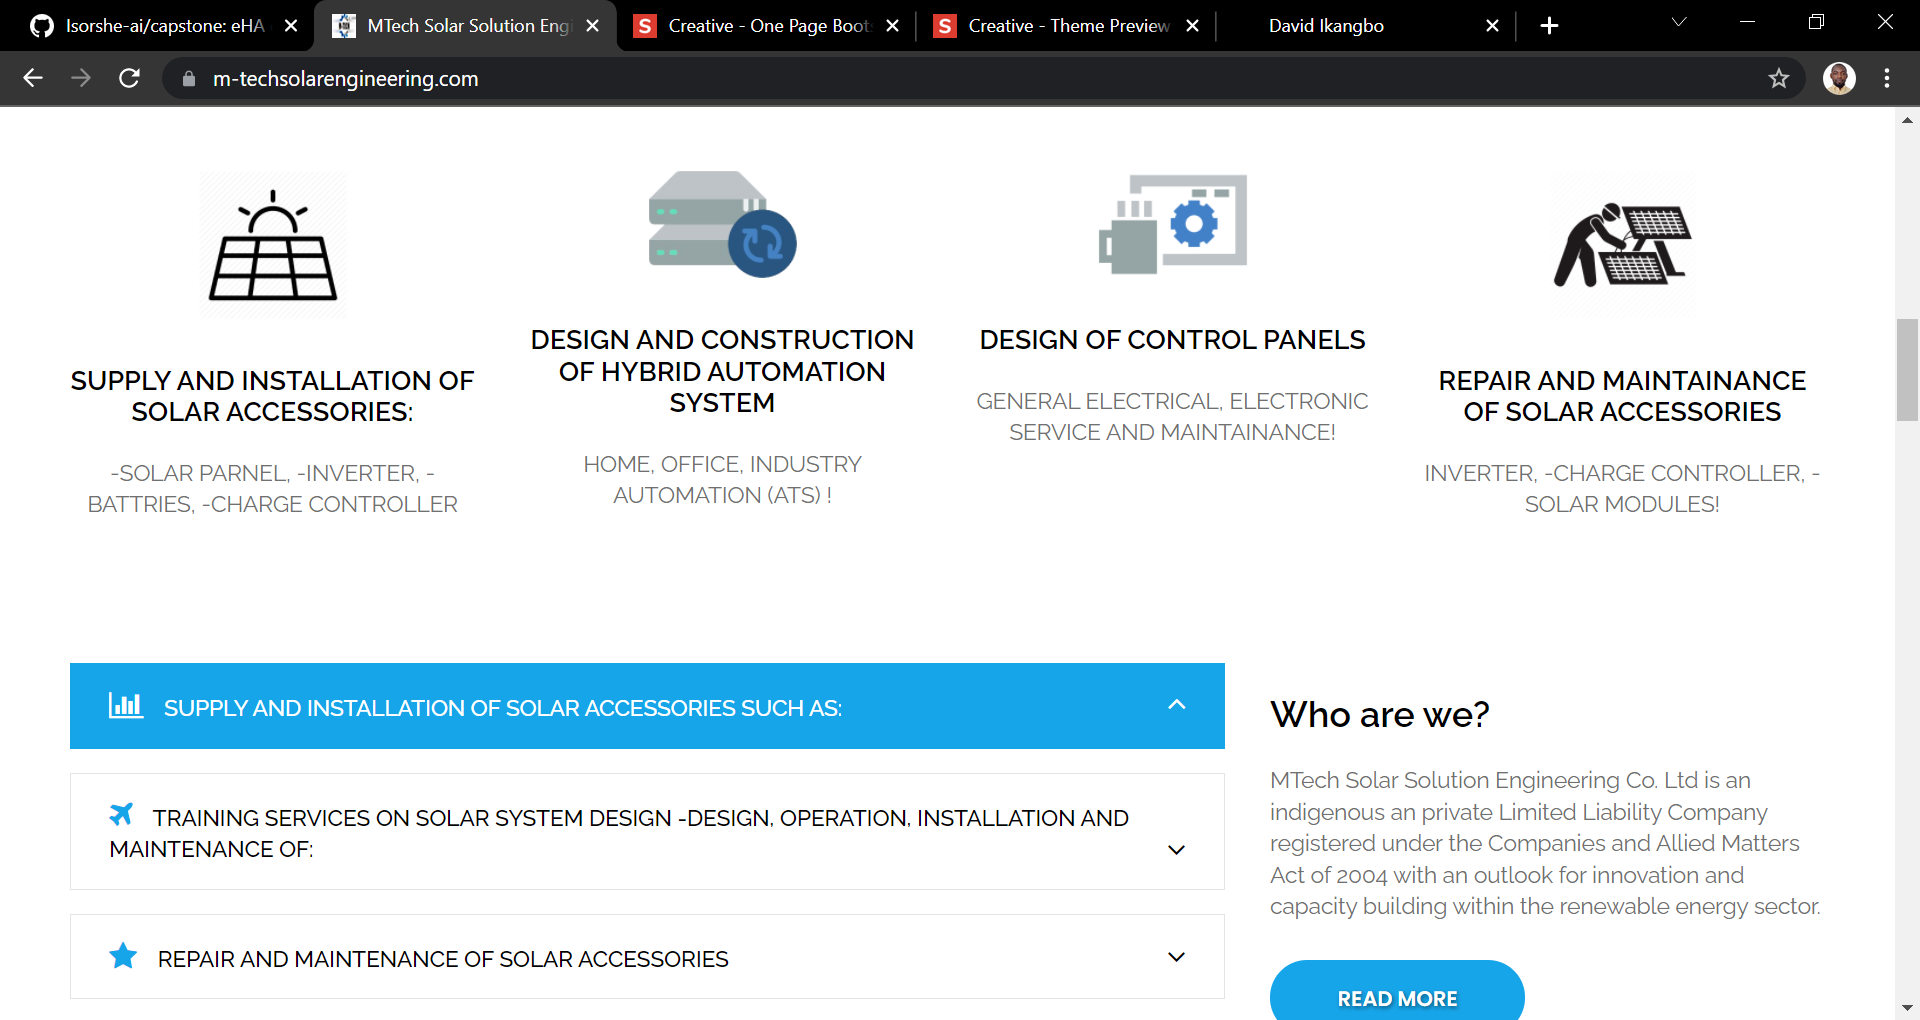 Isorshe-ai/capstone: eHA
MTech Solar Solution Engi
S Creative - One Page Boots
S Creative - Theme Preview
David Ikangbo
m-techsolarengineering.com
SUPPLY AND INSTALLATION OF
SOLAR ACCESSORIES:
-SOLAR PARNEL, -INVERTER, -
BATTRIES, -CHARGE CONTROLLER
DESIGN AND CONSTRUCTION
OF HYBRID AUTOMATION
SYSTEM
HOME, OFFICE, INDUSTRY
AUTOMATION (ATS) !
DESIGN OF CONTROL PANELS
GENERAL ELECTRICAL, ELECTRONIC
SERVICE AND MAINTAINANCE!
REPAIR AND MAINTAINANCE
OF SOLAR ACCESSORIES
INVERTER, -CHARGE CONTROLLER, -
SOLAR MODULES!
SUPPLY AND INSTALLATION OF SOLAR ACCESSORIES SUCH AS:
TRAINING SERVICES ON SOLAR SYSTEM DESIGN -DESIGN, OPERATION, INSTALLATION AND
MAINTENANCE OF:
REPAIR AND MAINTENANCE OF SOLAR ACCESSORIES
Who are we?
MTech Solar Solution Engineering Co. Ltd is an
indigenous an private Limited Liability Company
registered under the Companies and Allied Matters
Act of 2004 with an outlook for innovation and
capacity building within the renewable energy sector.
READ MORE